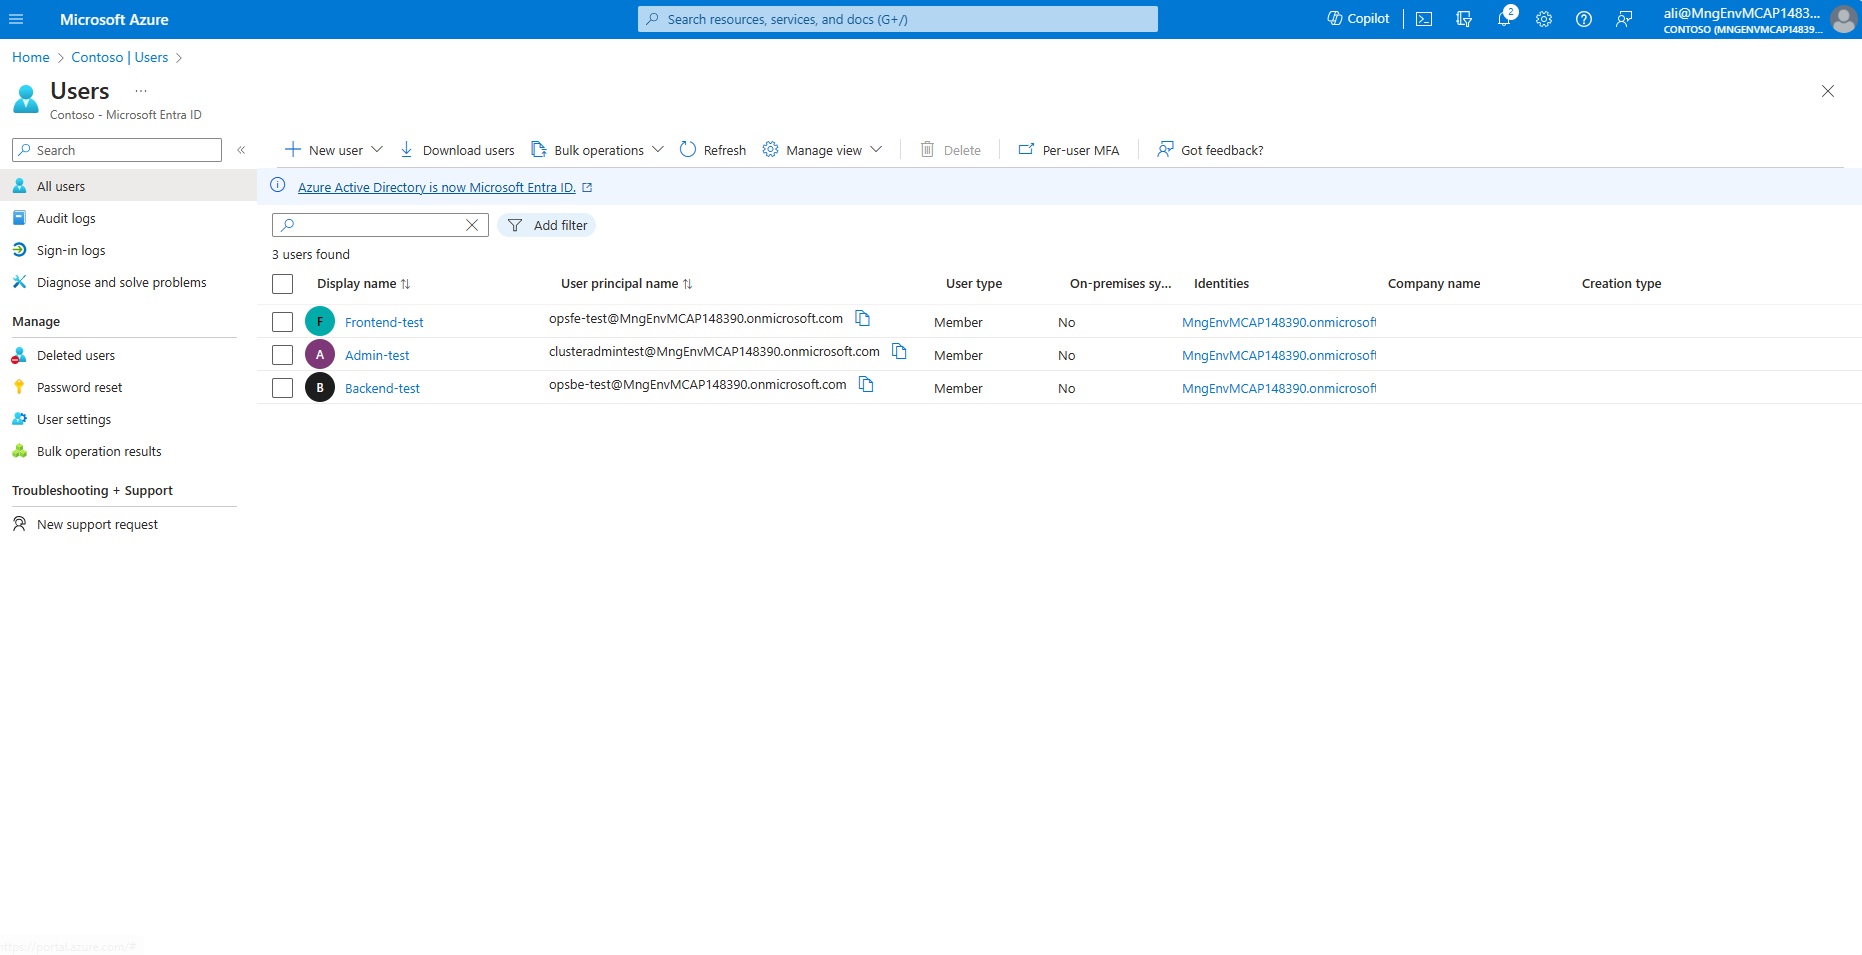 Microsoft Azure
Search resources, services, and docs (G+/)
Copilot
2
ali@MngEnvMCAP1483...
CONTOSO (MNGENVMCAP14839...
Home > Contoso | Users >
Users ...
Contoso - Microsoft Entra ID
Search
«
New user
Download users
Bulk operations
Refresh
Manage view
Delete
Per-user MFA
Got feedback?
All users
Audit logs
Sign-in logs
Diagnose and solve problems
Manage
Deleted users
Password reset
User settings
Bulk operation results
Troubleshooting + Support
New support request
Azure Active Directory is now Microsoft Entra ID.
Add filter
3 users found
Display name User principal name User type On-premises sy... Identities Company name Creation type
F Frontend-test opsfe-test@MngEnvMCAP148390.onmicrosoft.com Member No MngEnvMCAP148390.onmicrosoft
A Admin-test clusteradmintest@MngEnvMCAP148390.onmicrosoft.com Member No MngEnvMCAP148390.onmicrosoft
B Backend-test opsbe-test@MngEnvMCAP148390.onmicrosoft.com Member No MngEnvMCAP148390.onmicrosoft
https://portal.azure.com/#